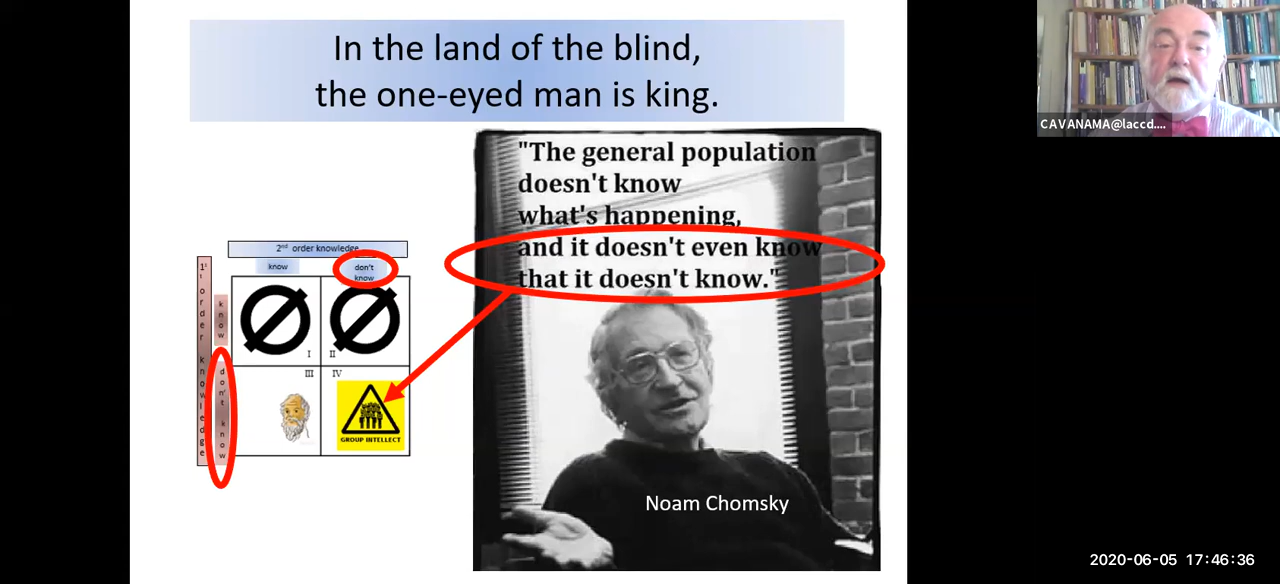 In the land of the blind,
the one-eyed man is king.
"The general population
doesn't know
what's happening,
and it doesn't even know
that it doesn't know."
Noam Chomsky
2nd order knowledge
know
don't
know
1st order knowledge
know
don't know
I
II
III
IV
GROUP INTELLECT
CAVANAMA@laccd....
2020-06-05 17:46:36